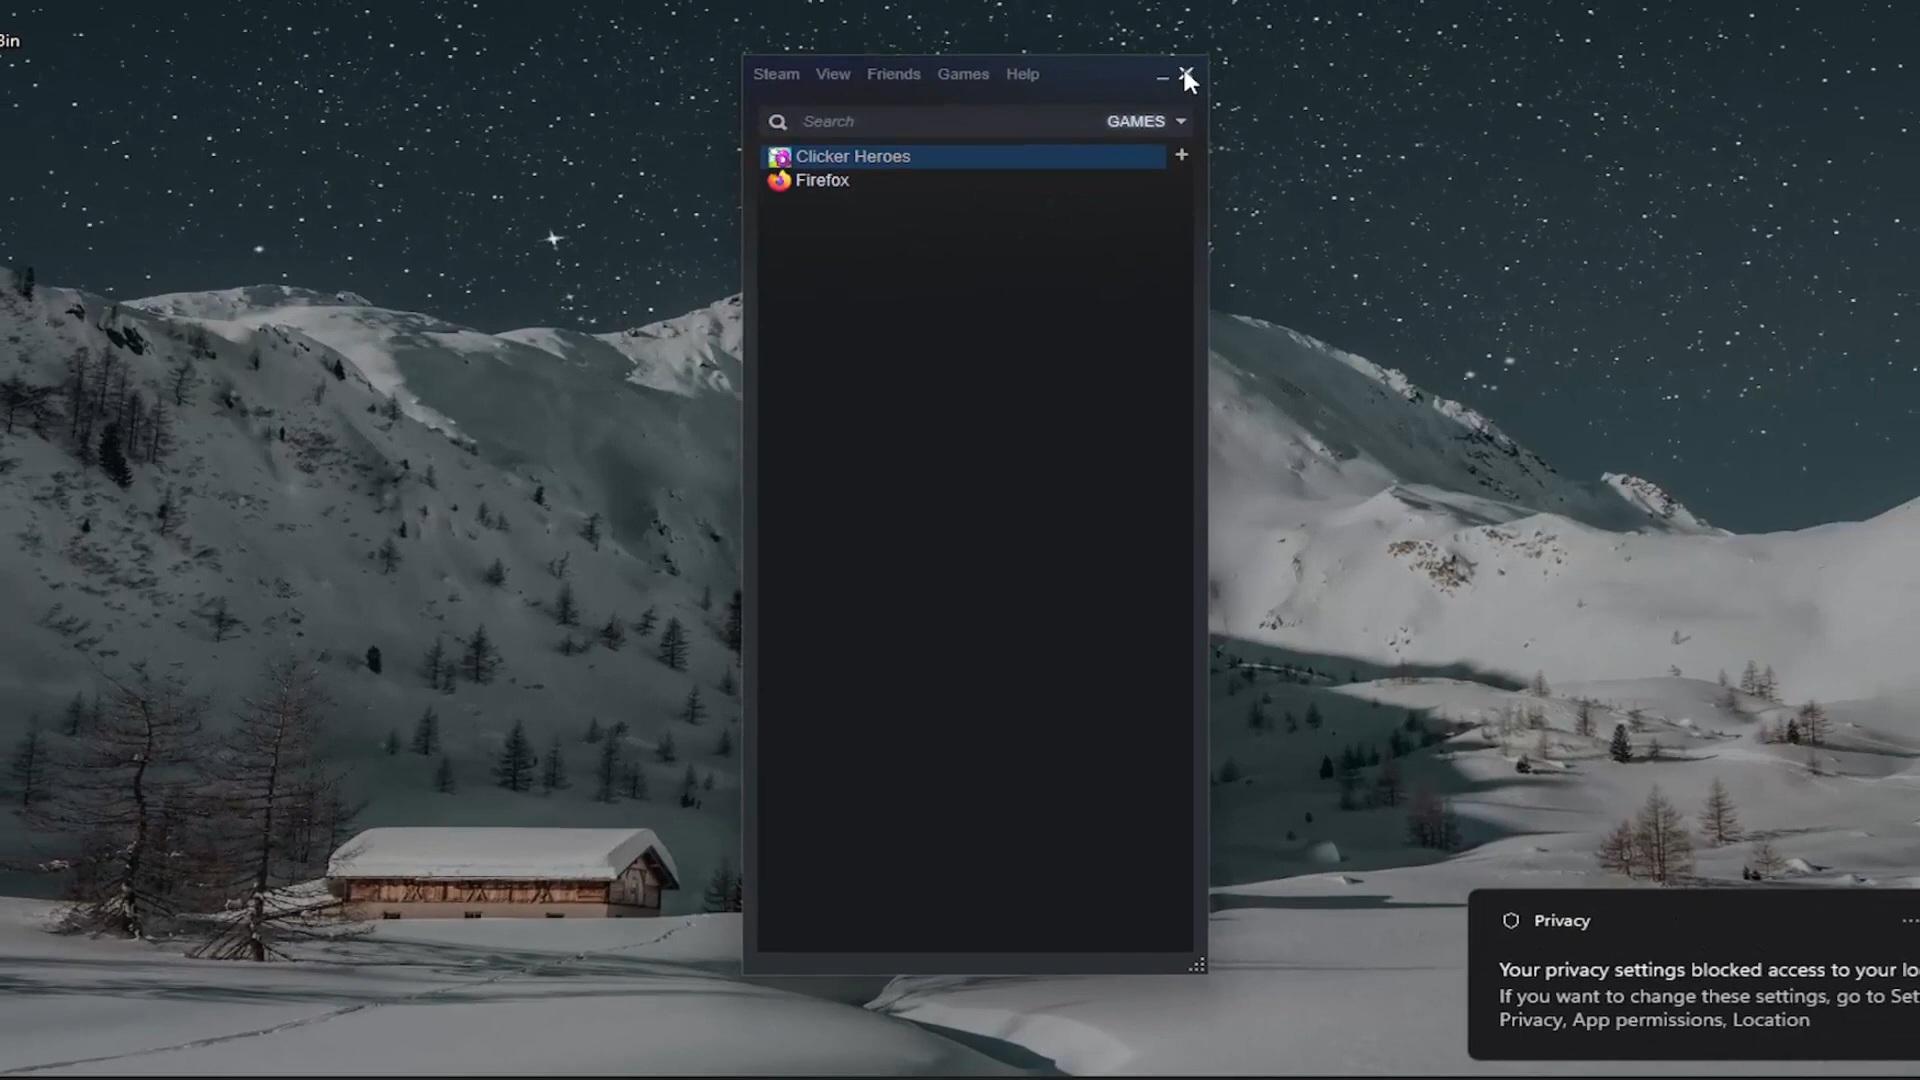 Bin
Steam View Friends Games Help
Search GAMES
Clicker Heroes
Firefox
Privacy
Your privacy settings blocked access to your lo
If you want to change these settings, go to Set
Privacy, App permissions, Location